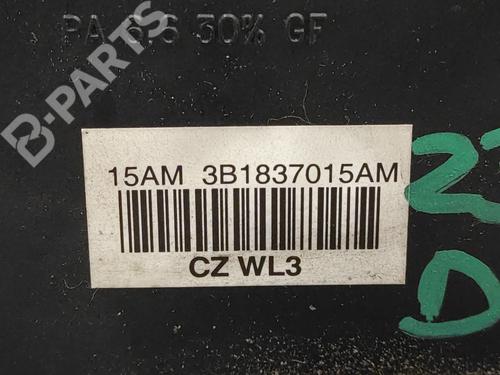 PA 6.6 30% GF
B-PARTS
15AM 3B1837015AM
CZ WL3
D